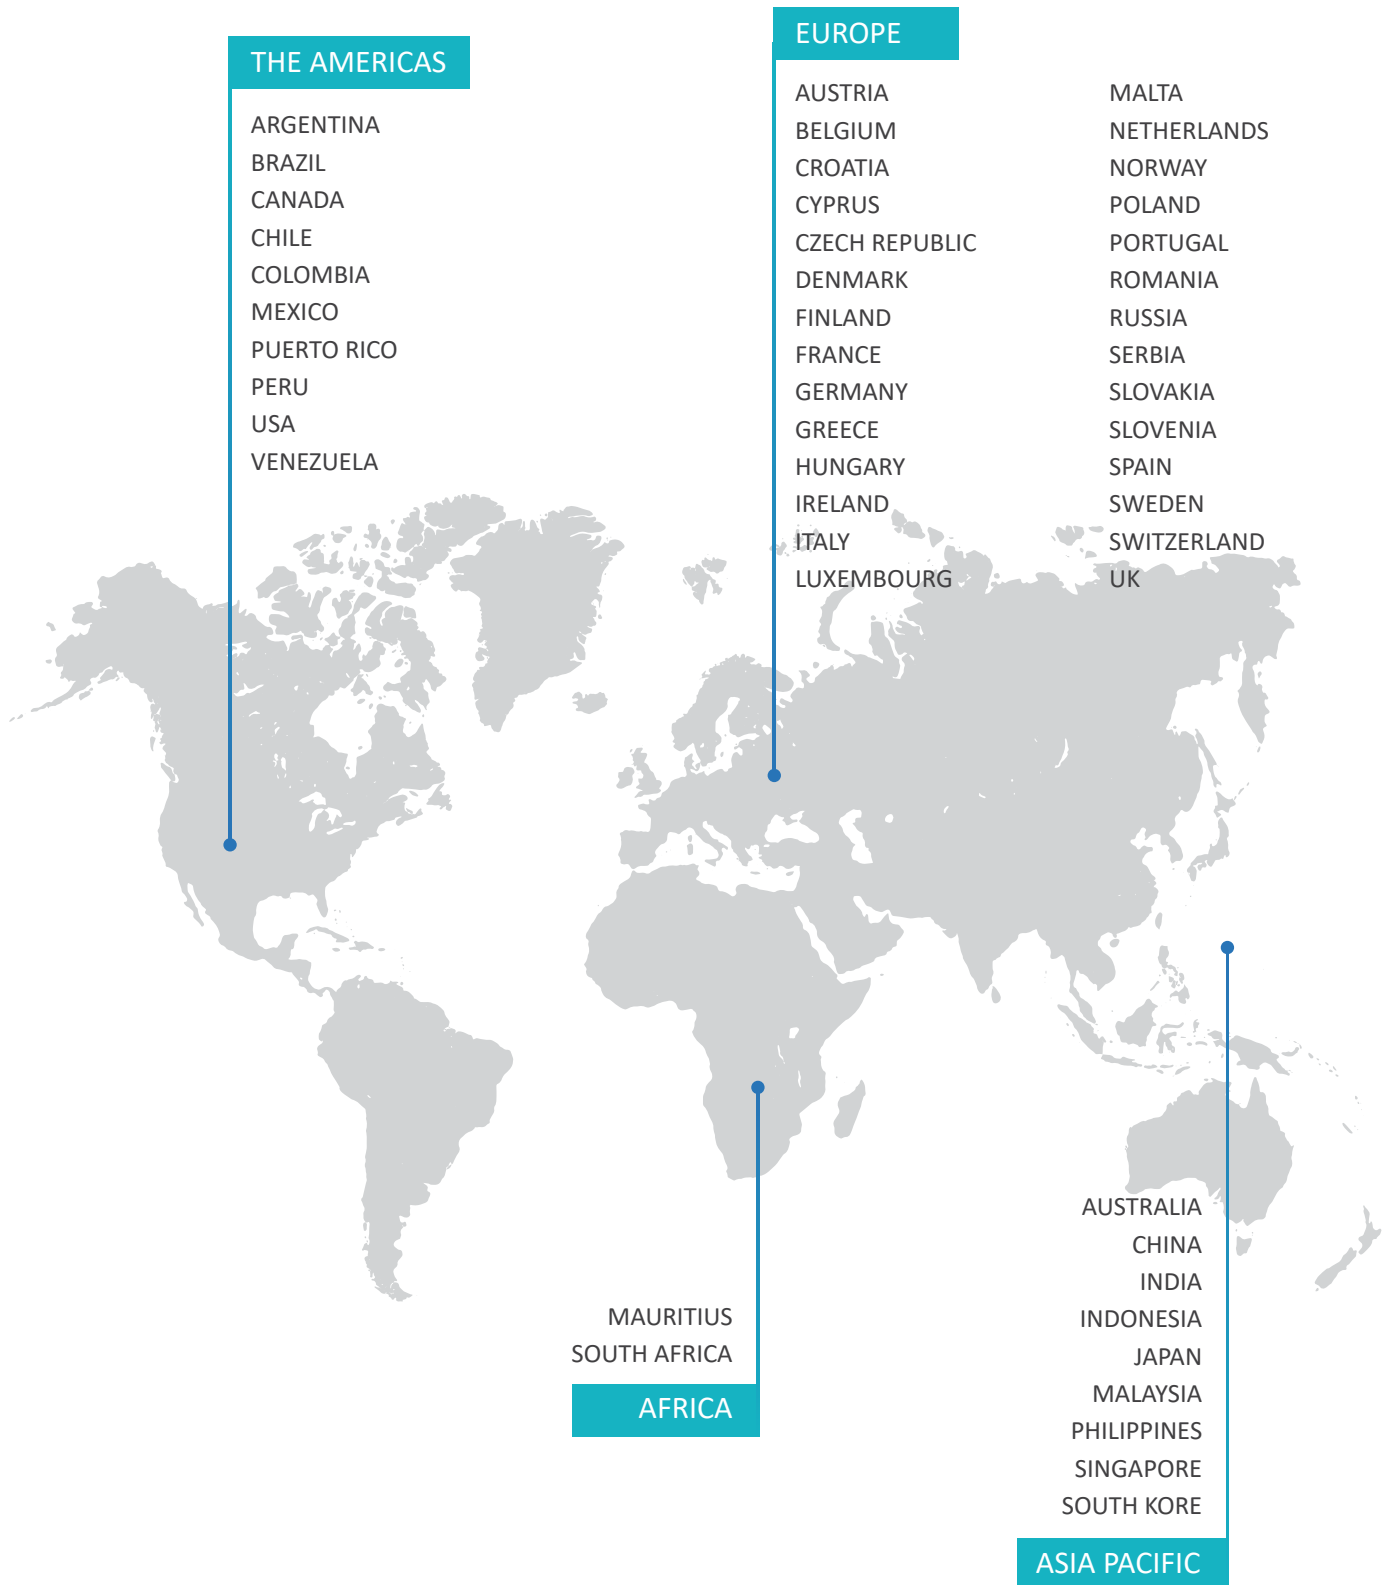 THE AMERICAS
ARGENTINA
BRAZIL
CANADA
CHILE
COLOMBIA
MEXICO
PUERTO RICO
PERU
USA
VENEZUELA
EUROPE
AUSTRIA
BELGIUM
CROATIA
CYPRUS
CZECH REPUBLIC
DENMARK
FINLAND
FRANCE
GERMANY
GREECE
HUNGARY
IRELAND
ITALY
LUXEMBOURG
MALTA
NETHERLANDS
NORWAY
POLAND
PORTUGAL
ROMANIA
RUSSIA
SERBIA
SLOVAKIA
SLOVENIA
SPAIN
SWEDEN
SWITZERLAND
UK
MAURITIUS
SOUTH AFRICA
AFRICA
AUSTRALIA
CHINA
INDIA
INDONESIA
JAPAN
MALAYSIA
PHILIPPINES
SINGAPORE
SOUTH KORE
ASIA PACIFIC